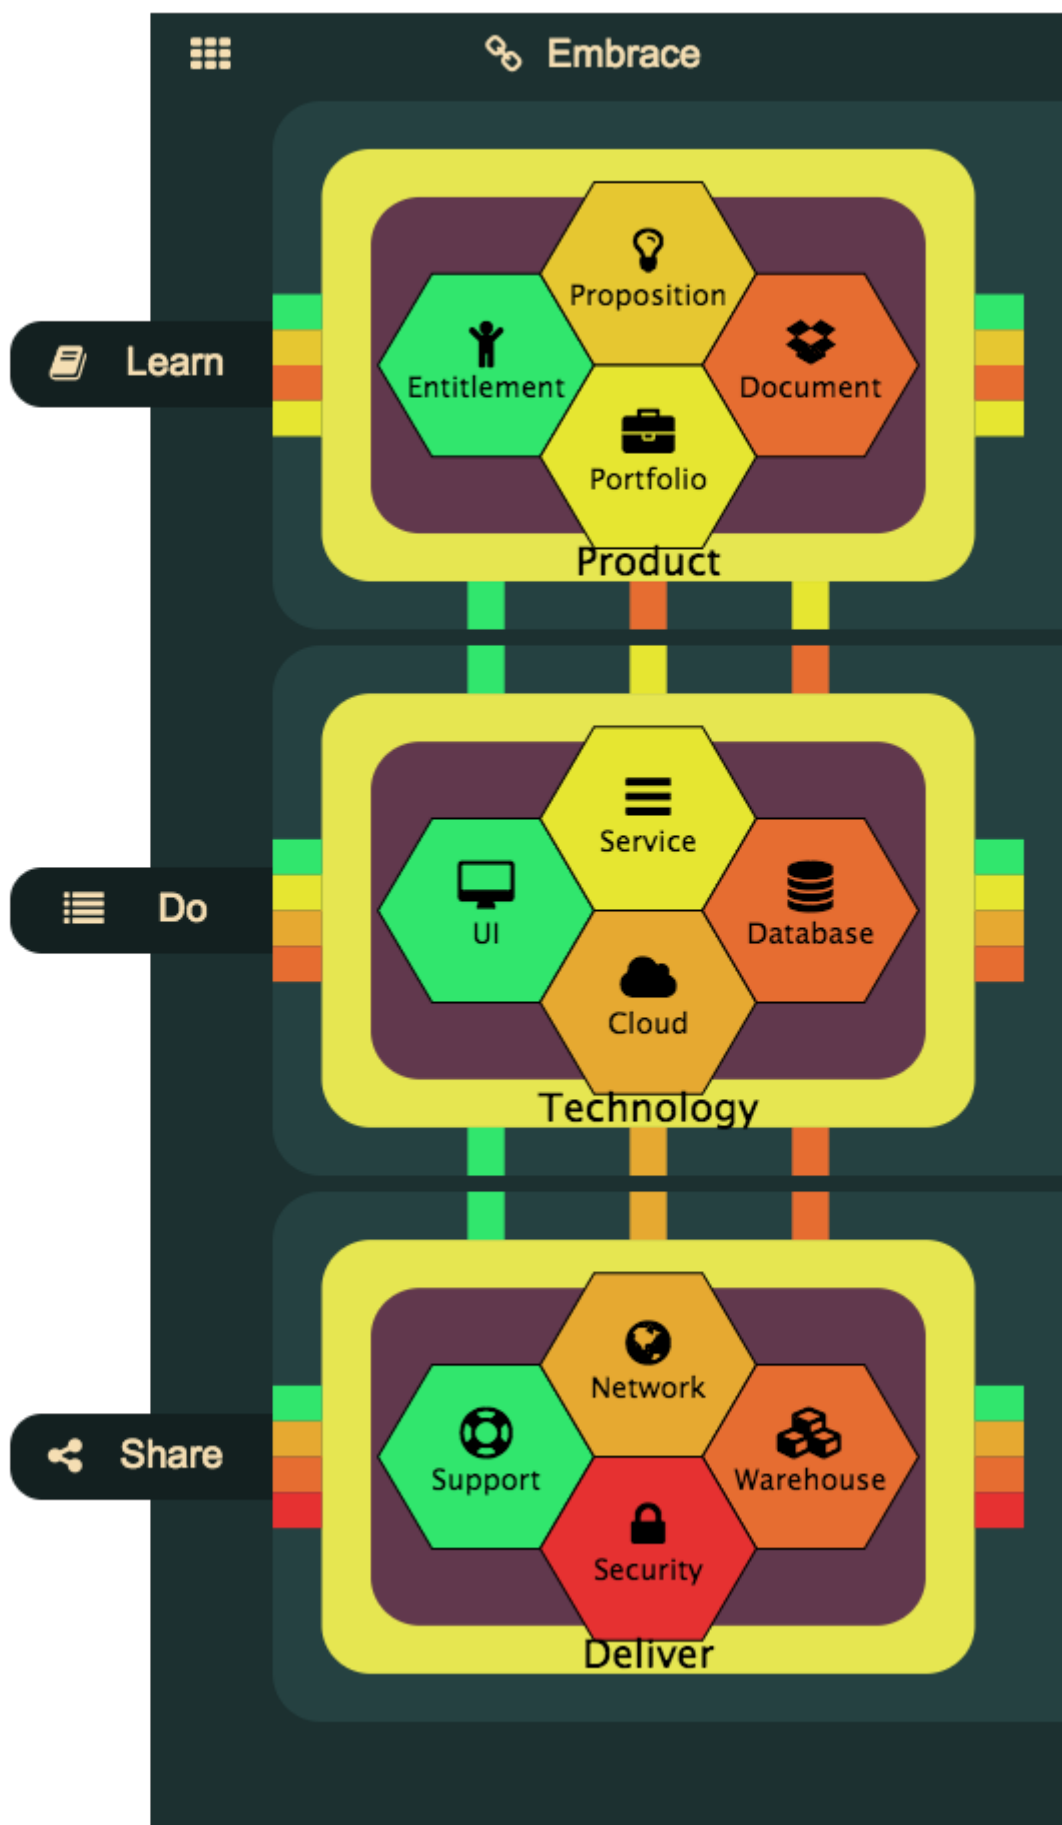 Embrace
Proposition
Learn
Entitlement
Document
Portfolio
Product
Service
Do
UI
Database
Cloud
Technology
Network
Share
Support
Warehouse
Security
Deliver